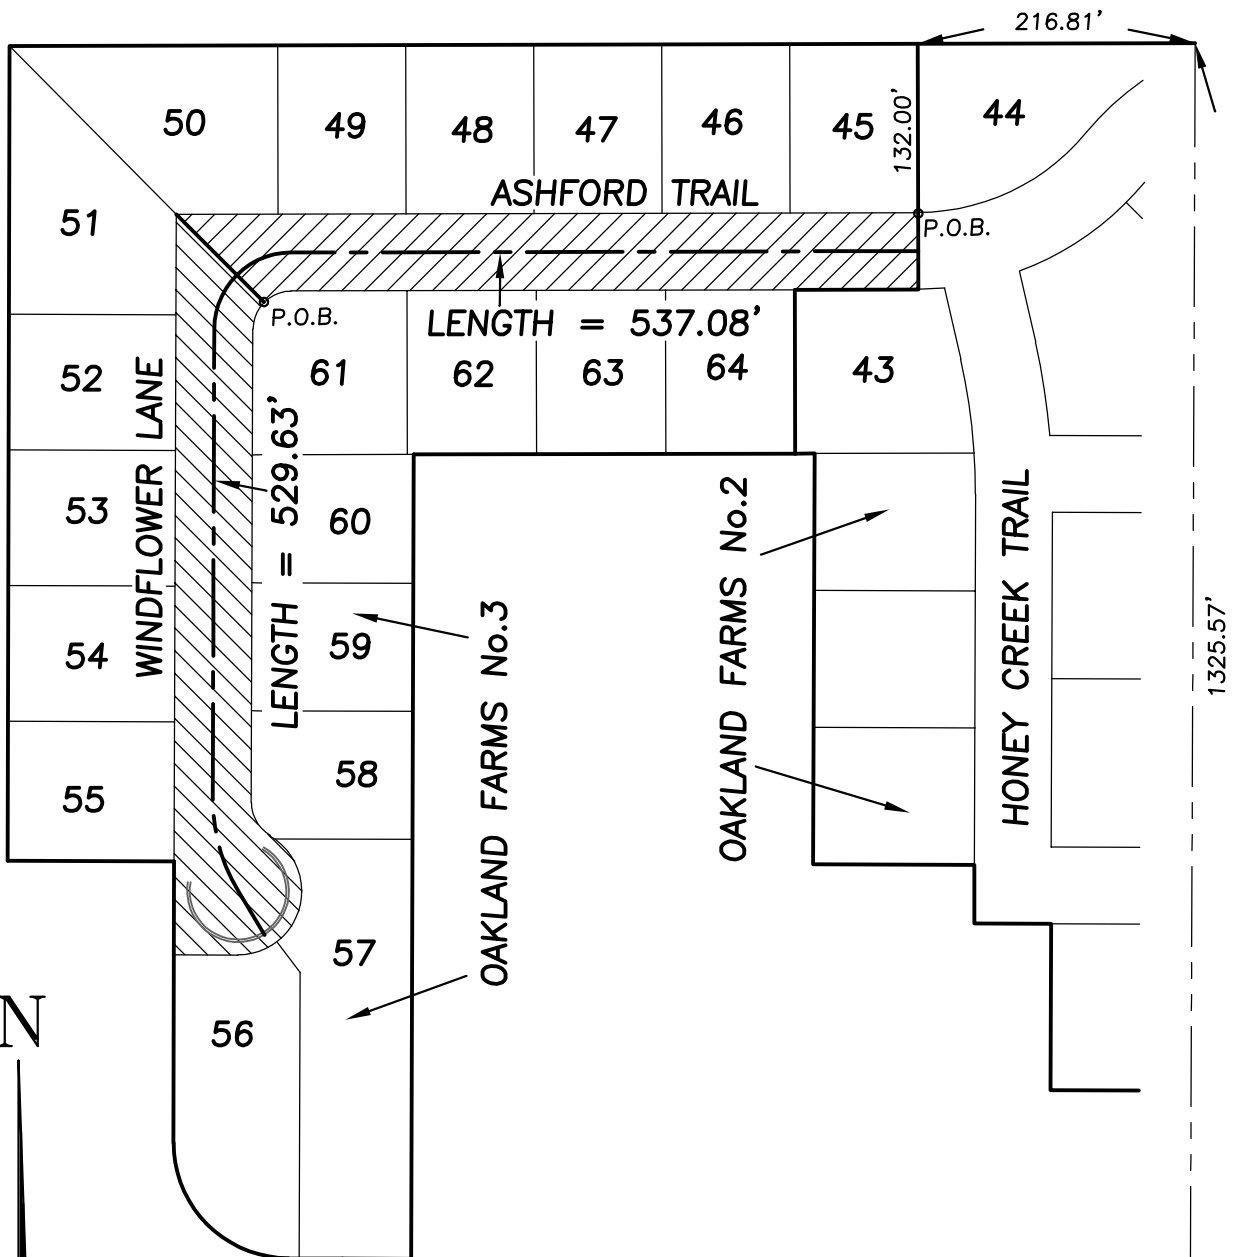 216.81'
50
49
48
47
46
45
132.00'
44
ASHFORD TRAIL
51
P.O.B.
P.O.B.
LENGTH = 537.08'
52
WINDFLOWER LANE
61
62
63
64
43
LENGTH = 529.63'
53
60
OAKLAND FARMS No.2
HONEY CREEK TRAIL
54
59
OAKLAND FARMS No.3
1325.57'
55
58
57
N
56